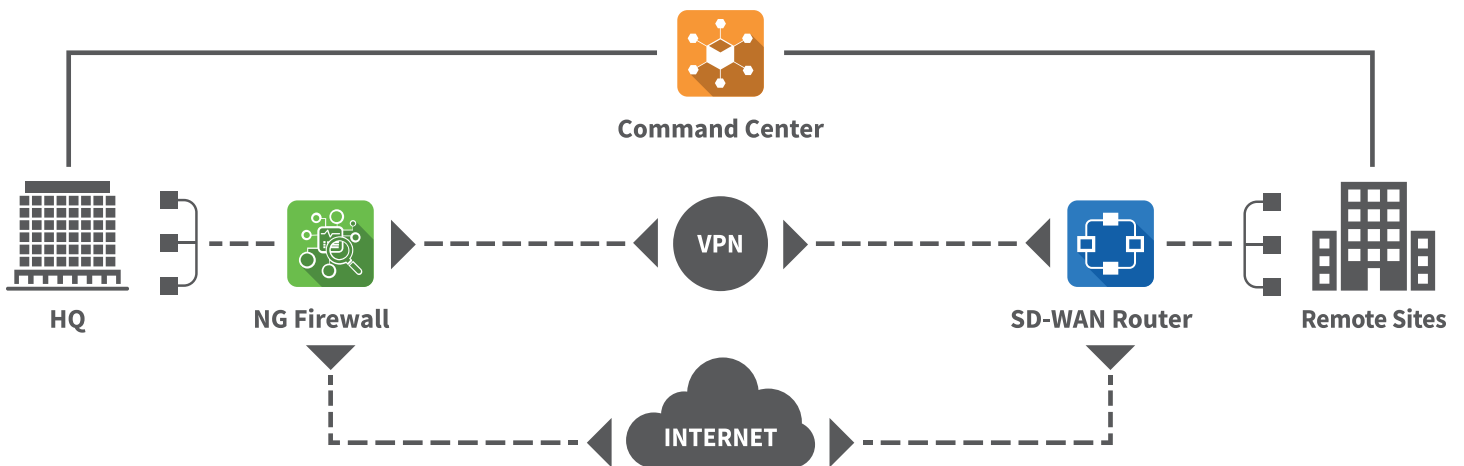 Command Center
VPN
HQ
NG Firewall
SD-WAN Router
Remote Sites
INTERNET